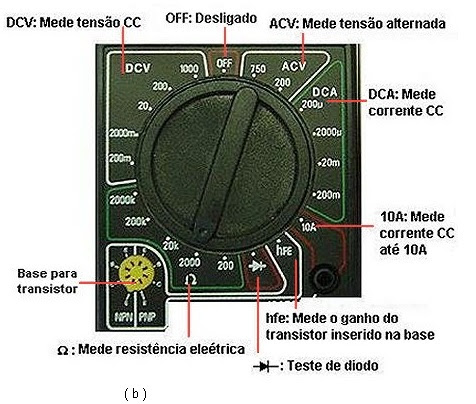 DCV: Mede tensão CC
OFF: Desligado
ACV: Mede tensão alternada
DCV
1000
OFF
750
ACV
200
200
DCA
20
200µ
DCA: Mede
corrente CC
2000m
2000µ
200m
20m
2000k
200m
200k
10A
10A: Mede
corrente CC
até 10A
20k
hFE
2000
200
Ω
Base para
transistor
NPN
PNP
hfe: Mede o ganho do
transistor inserido na base
Ω: Mede resistência eleétrica
: Teste de diodo
( b )